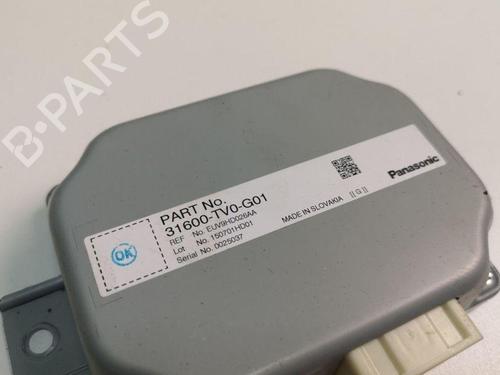 B-PARTS
PART No.
31600-TV0-G01
REF No. EUV9HD026AA
Lot No. 150701HD01
Serial No. 0025037
OK
MADE IN SLOVAKIA [[ G ]]
Panasonic